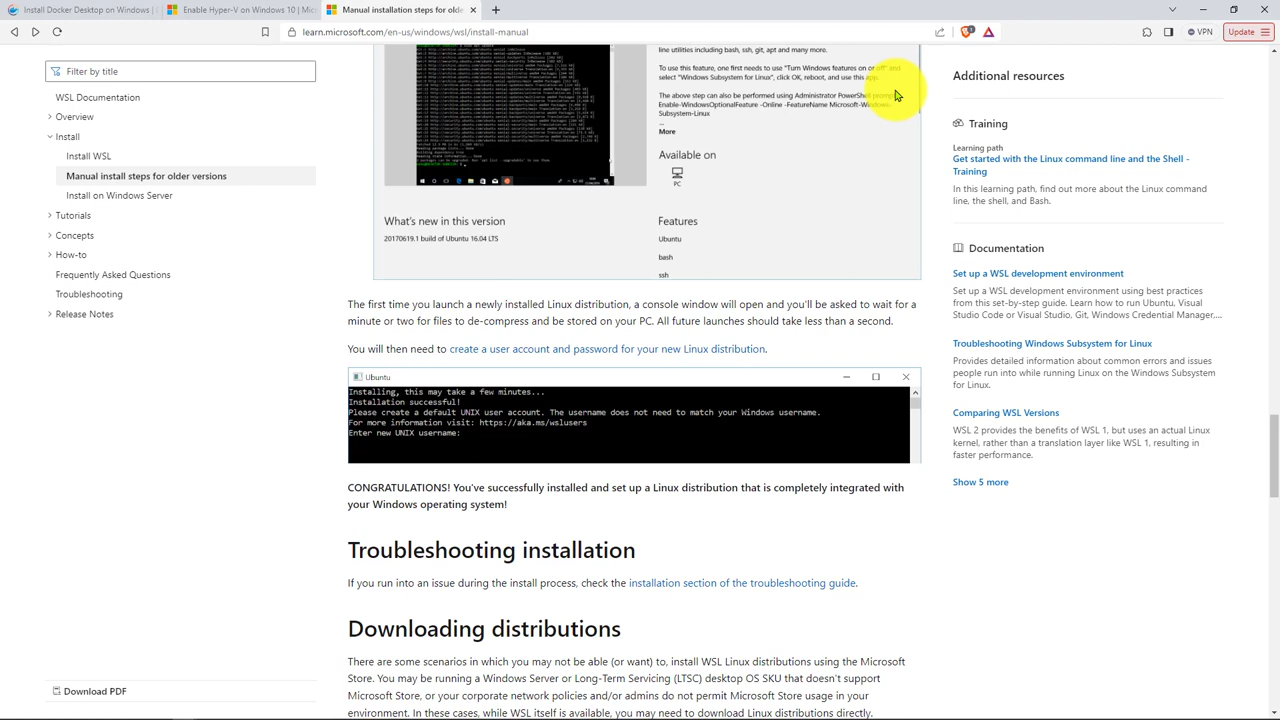 Install Docker Desktop on Windows |
Enable Hyper-V on Windows 10 | Micro
Manual installation steps for older
learn.microsoft.com/en-us/windows/wsl/install-manual
VPN
Update
Filter by title
Install
Install WSL
Manual install steps for older versions
Install on Windows Server
Tutorials
Concepts
How-to
Frequently Asked Questions
Troubleshooting
Release Notes
Download PDF
line utilities including bash, ssh, git, apt and many more.
To use this feature, one first needs to use "Turn Windows features on or off" and
select "Windows Subsystem for Linux", click OK, reboot, and use this app.
The above step can also be performed using Administrator PowerShell
Enable-WindowsOptionalFeature -Online -FeatureName Microsoft-Windows-
Subsystem-Linux
...
More
Available on
PC
What's new in this version
20170619.1 build of Ubuntu 16.04 LTS
Features
Ubuntu
bash
ssh
The first time you launch a newly installed Linux distribution, a console window will open and you'll be asked to wait for a
minute or two for files to de-compress and be stored on your PC. All future launches should take less than a second.
You will then need to create a user account and password for your new Linux distribution.
Ubuntu
Installing, this may take a few minutes...
Installation successful!
Please create a default UNIX user account. The username does not need to match your Windows username.
For more information visit: https://aka.ms/wslusers
Enter new UNIX username:
CONGRATULATIONS! You've successfully installed and set up a Linux distribution that is completely integrated with
your Windows operating system!
Troubleshooting installation
If you run into an issue during the install process, check the installation section of the troubleshooting guide.
Downloading distributions
There are some scenarios in which you may not be able (or want) to, install WSL Linux distributions using the Microsoft
Store. You may be running a Windows Server or Long-Term Servicing (LTSC) desktop OS SKU that doesn't support
Microsoft Store, or your corporate network policies and/or admins do not permit Microsoft Store usage in your
environment. In these cases, while WSL itself is available, you may need to download Linux distributions directly.
Additional resources
Training
Learning path
Get started with the Linux command line and the Shell -
Training
In this learning path, find out more about the Linux command
line, the shell, and Bash.
Documentation
Set up a WSL development environment
Set up a WSL development environment using best practices
from this set-by-step guide. Learn how to run Ubuntu, Visual
Studio Code or Visual Studio, Git, Windows Credential Manager,...
Troubleshooting Windows Subsystem for Linux
Provides detailed information about common errors and issues
people run into while running Linux on the Windows Subsystem
for Linux.
Comparing WSL Versions
WSL 2 provides the benefits of WSL 1, but uses an actual Linux
kernel, rather than a translation layer like WSL 1, resulting in
faster performance.
Show 5 more